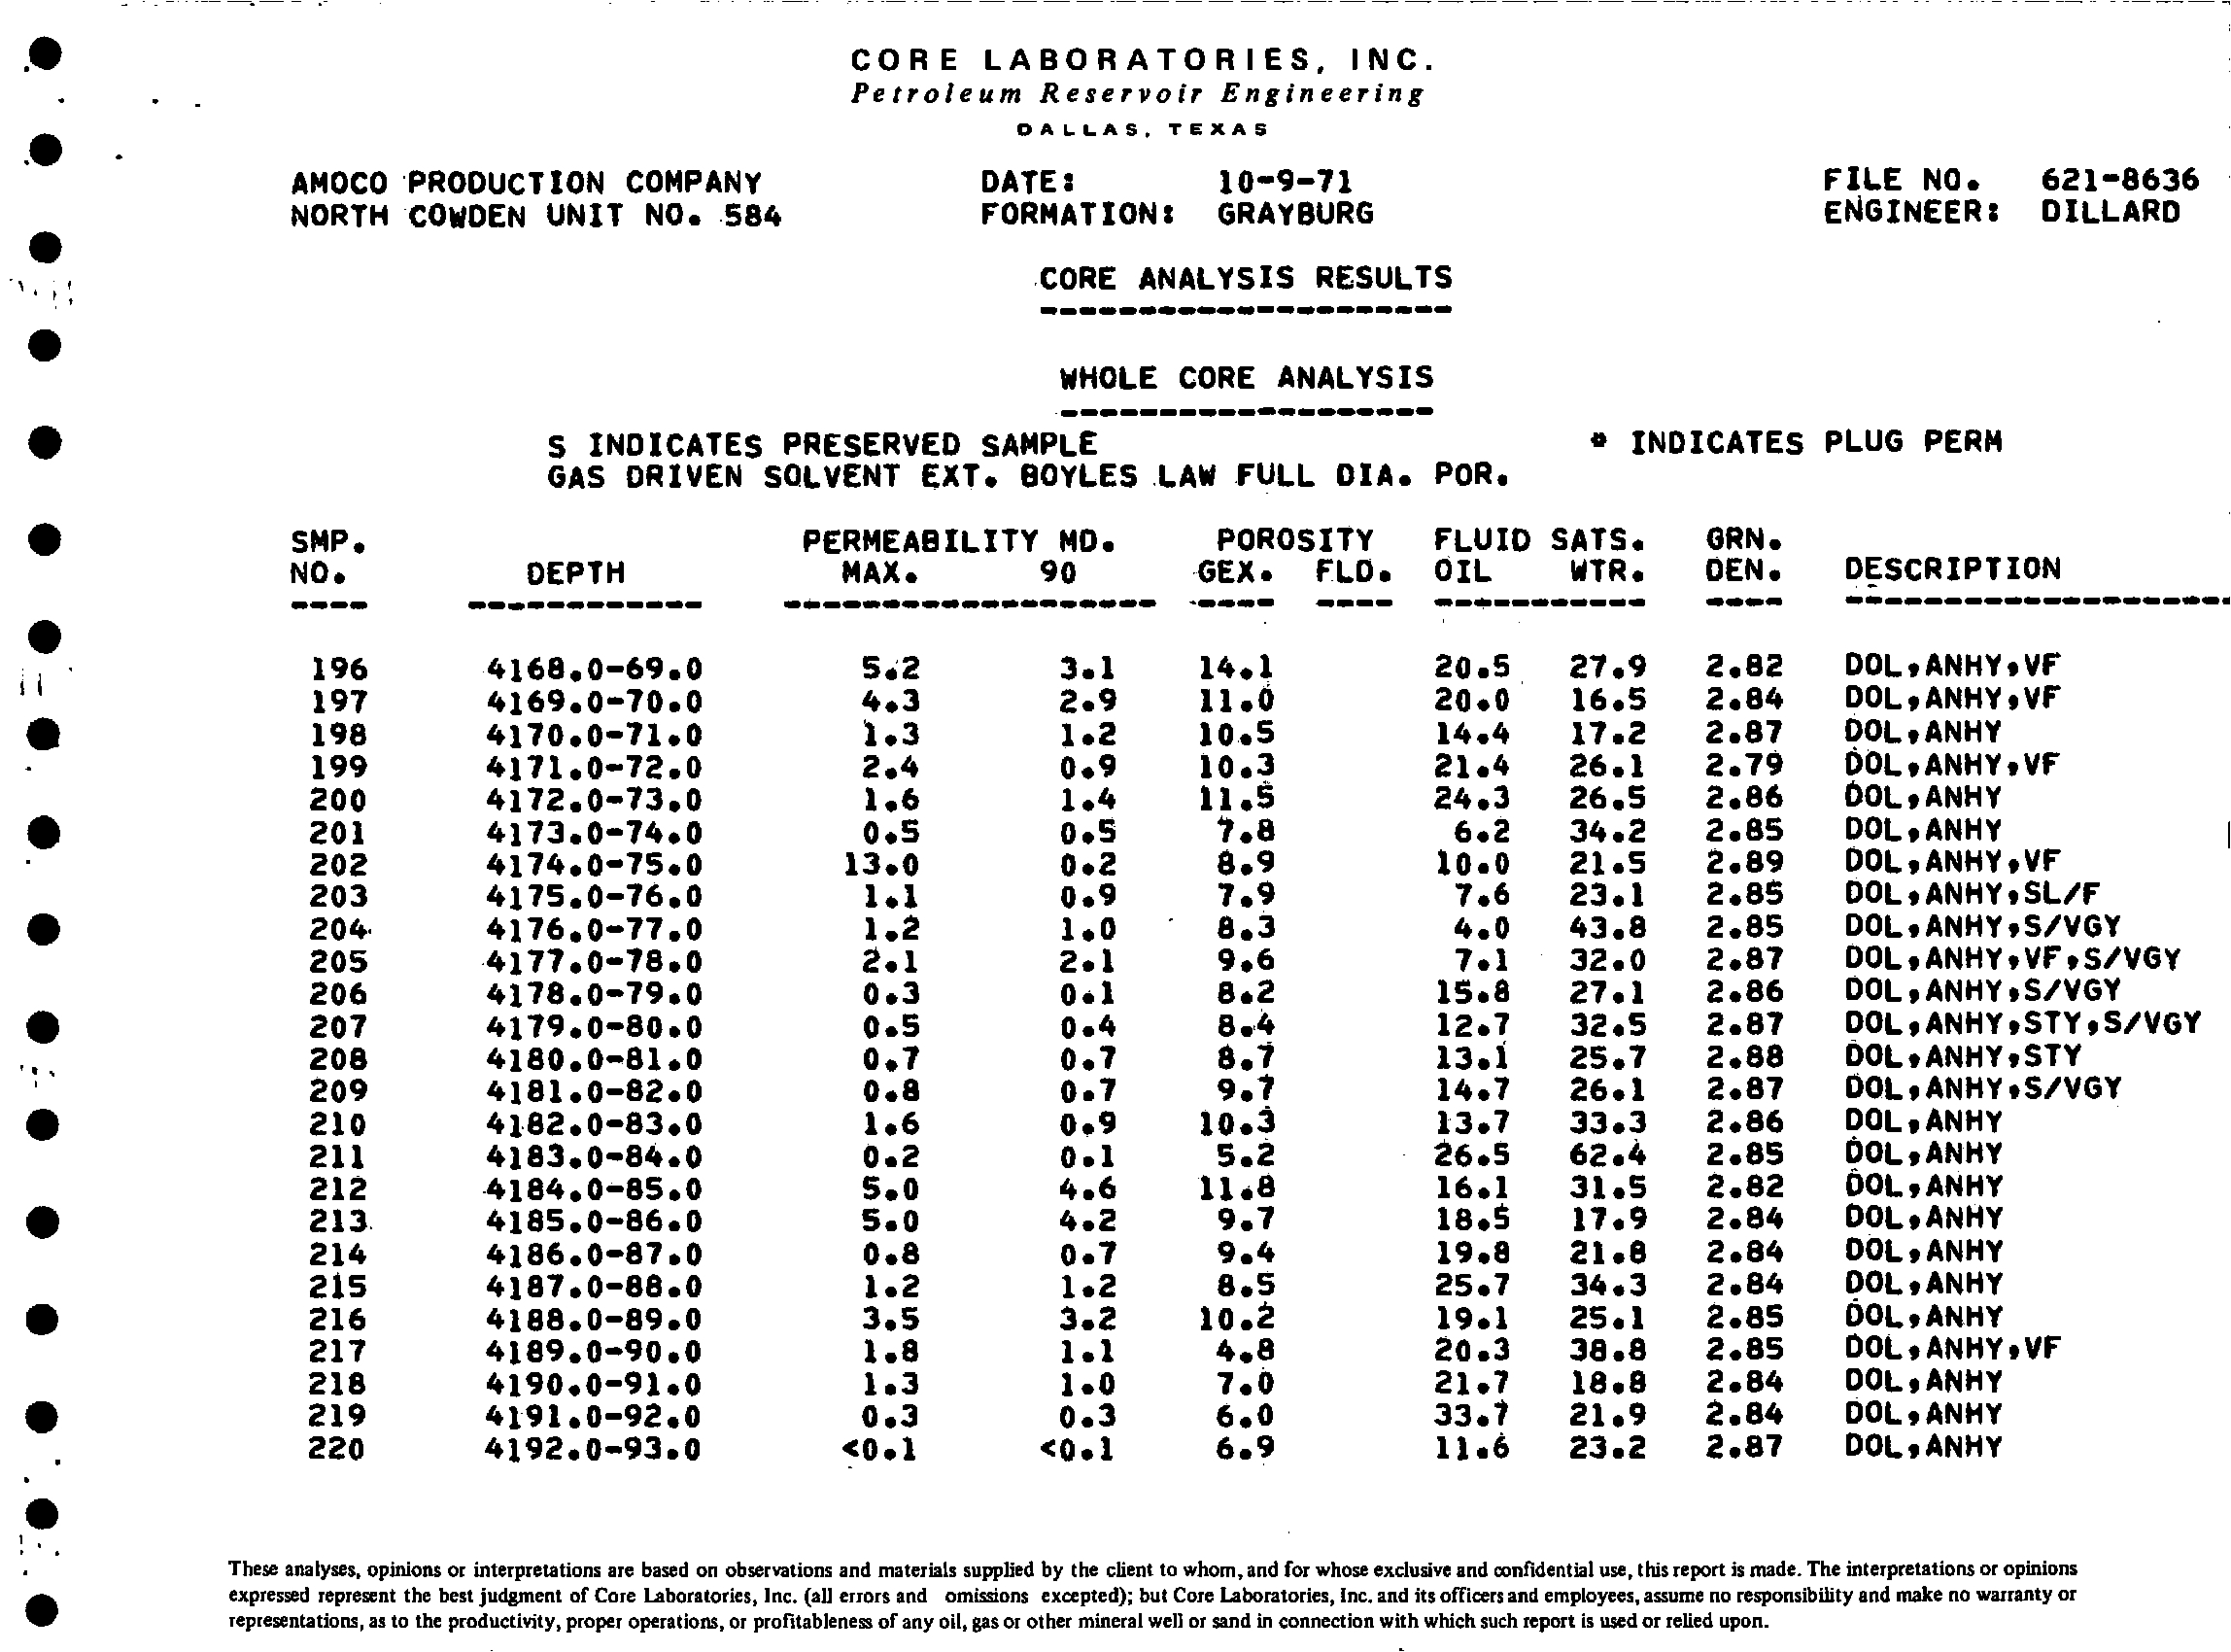 CORE LABORATORIES, INC.
Petroleum Reservoir Engineering
DALLAS, TEXAS
AMOCO PRODUCTION COMPANY DATE: 10-9-71 FILE NO. 621-8636
NORTH COWDEN UNIT NO. 584 FORMATION: GRAYBURG ENGINEER: DILLARD
CORE ANALYSIS RESULTS
WHOLE CORE ANALYSIS
S INDICATES PRESERVED SAMPLE * INDICATES PLUG PERM
GAS DRIVEN SOLVENT EXT. BOYLES LAW FULL DIA. POR.
SMP. PERMEABILITY MD. POROSITY FLUID SATS. GRN.
NO. DEPTH MAX. 90 GEX. FLD. OIL WTR. DEN. DESCRIPTION
196 4168.0-69.0 5.2 3.1 14.1 20.5 27.9 2.82 DOL,ANHY,VF
197 4169.0-70.0 4.3 2.9 11.0 20.0 16.5 2.84 DOL,ANHY,VF
198 4170.0-71.0 1.3 1.2 10.5 14.4 17.2 2.87 DOL,ANHY
199 4171.0-72.0 2.4 0.9 10.3 21.4 26.1 2.79 DOL,ANHY,VF
200 4172.0-73.0 1.6 1.4 11.5 24.3 26.5 2.86 DOL,ANHY
201 4173.0-74.0 0.5 0.5 7.8 6.2 34.2 2.85 DOL,ANHY
202 4174.0-75.0 13.0 0.2 8.9 10.0 21.5 2.89 DOL,ANHY,VF
203 4175.0-76.0 1.1 0.9 7.9 7.6 23.1 2.85 DOL,ANHY,SL/F
204 4176.0-77.0 1.2 1.0 8.3 4.0 43.8 2.85 DOL,ANHY,S/VGY
205 4177.0-78.0 2.1 2.1 9.6 7.1 32.0 2.87 DOL,ANHY,VF,S/VGY
206 4178.0-79.0 0.3 0.1 8.2 15.8 27.1 2.86 DOL,ANHY,S/VGY
207 4179.0-80.0 0.5 0.4 8.4 12.7 32.5 2.87 DOL,ANHY,STY,S/VGY
208 4180.0-81.0 0.7 0.7 8.7 13.1 25.7 2.88 DOL,ANHY,STY
209 4181.0-82.0 0.8 0.7 9.7 14.7 26.1 2.87 DOL,ANHY,S/VGY
210 4182.0-83.0 1.6 0.9 10.3 13.7 33.3 2.86 DOL,ANHY
211 4183.0-84.0 0.2 0.1 5.2 26.5 62.4 2.85 DOL,ANHY
212 4184.0-85.0 5.0 4.6 11.8 16.1 31.5 2.82 DOL,ANHY
213 4185.0-86.0 5.0 4.2 9.7 18.5 17.9 2.84 DOL,ANHY
214 4186.0-87.0 0.8 0.7 9.4 19.8 21.8 2.84 DOL,ANHY
215 4187.0-88.0 1.2 1.2 8.5 25.7 34.3 2.84 DOL,ANHY
216 4188.0-89.0 3.5 3.2 10.2 19.1 25.1 2.85 DOL,ANHY
217 4189.0-90.0 1.8 1.1 4.8 20.3 38.8 2.85 DOL,ANHY,VF
218 4190.0-91.0 1.3 1.0 7.0 21.7 18.8 2.84 DOL,ANHY
219 4191.0-92.0 0.3 0.3 6.0 33.7 21.9 2.84 DOL,ANHY
220 4192.0-93.0 <0.1 <0.1 6.9 11.6 23.2 2.87 DOL,ANHY
These analyses, opinions or interpretations are based on observations and materials supplied by the client to whom, and for whose exclusive and confidential use, this report is made. The interpretations or opinions
expressed represent the best judgment of Core Laboratories, Inc. (all errors and omissions excepted); but Core Laboratories, Inc. and its officers and employees, assume no responsibility and make no warranty or
representations, as to the productivity, proper operations, or profitableness of any oil, gas or other mineral well or sand in connection with which such report is used or relied upon.